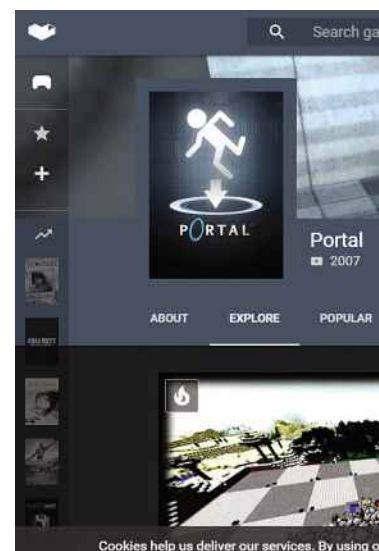 Search ga
PORTAL
Portal
2007
ABOUT EXPLORE POPULAR
Cookies help us deliver our services. By using o